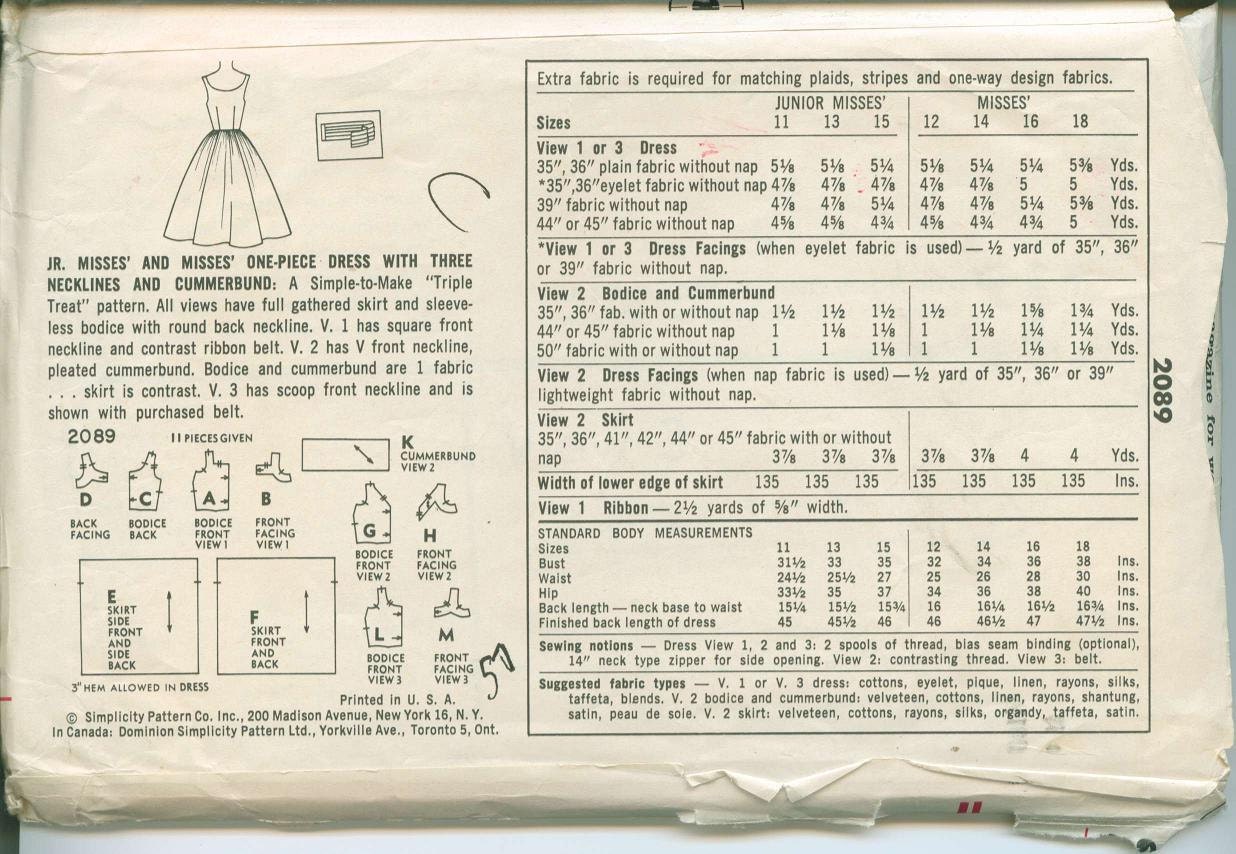 JR. MISSES' AND MISSES' ONE-PIECE DRESS WITH THREE
NECKLINES AND CUMMERBUND: A Simple-to-Make "Triple
Treat" pattern. All views have full gathered skirt and sleeve-
less bodice with round back neckline. V. 1 has square front
neckline and contrast ribbon belt. V. 2 has V front neckline,
pleated cummerbund. Bodice and cummerbund are 1 fabric
. . . skirt is contrast. V. 3 has scoop front neckline and is
shown with purchased belt.
2089 11 PIECES GIVEN
D
BACK
FACING
C
BODICE
BACK
A
BODICE
FRONT
VIEW 1
B
FRONT
FACING
VIEW 1
K
CUMMERBUND
VIEW 2
G
BODICE
FRONT
VIEW 2
H
FRONT
FACING
VIEW 2
E
SKIRT
SIDE
FRONT
AND
SIDE
BACK
F
SKIRT
FRONT
AND
BACK
L
BODICE
FRONT
VIEW 3
M
FRONT
FACING
VIEW 3
3" HEM ALLOWED IN DRESS
Printed in U. S. A.
© Simplicity Pattern Co. Inc., 200 Madison Avenue, New York 16, N. Y.
In Canada: Dominion Simplicity Pattern Ltd., Yorkville Ave., Toronto 5, Ont.
Extra fabric is required for matching plaids, stripes and one-way design fabrics.
JUNIOR MISSES' MISSES'
Sizes 11 13 15 12 14 16 18
View 1 or 3 Dress
35", 36" plain fabric without nap 5⅛ 5⅛ 5¼ 5⅛ 5¼ 5¼ 5⅜ Yds.
*35",36"eyelet fabric without nap 4⅞ 4⅞ 4⅞ 4⅞ 4⅞ 5 5 Yds.
39" fabric without nap 4⅞ 4⅞ 5¼ 4⅞ 4⅞ 5¼ 5⅜ Yds.
44" or 45" fabric without nap 4⅝ 4⅝ 4¾ 4⅝ 4¾ 4¾ 5 Yds.
*View 1 or 3 Dress Facings (when eyelet fabric is used) — ½ yard of 35", 36"
or 39" fabric without nap.
View 2 Bodice and Cummerbund
35", 36" fab. with or without nap 1½ 1½ 1½ 1½ 1½ 1⅝ 1¾ Yds.
44" or 45" fabric without nap 1 1⅛ 1⅛ 1 1⅛ 1¼ 1¼ Yds.
50" fabric with or without nap 1 1 1⅛ 1 1 1⅛ 1⅛ Yds.
View 2 Dress Facings (when nap fabric is used) — ½ yard of 35", 36" or 39"
lightweight fabric without nap.
View 2 Skirt
35", 36", 41", 42", 44" or 45" fabric with or without
nap 3⅞ 3⅞ 3⅞ 3⅞ 3⅞ 4 4 Yds.
Width of lower edge of skirt 135 135 135 135 135 135 135 Ins.
View 1 Ribbon — 2½ yards of ⅝" width.
STANDARD BODY MEASUREMENTS
Sizes 11 13 15 12 14 16 18
Bust 31½ 33 35 32 34 36 38 Ins.
Waist 24½ 25½ 27 25 26 28 30 Ins.
Hip 33½ 35 37 34 36 38 40 Ins.
Back length — neck base to waist 15¼ 15½ 15¾ 16 16¼ 16½ 16¾ Ins.
Finished back length of dress 45 45½ 46 46 46½ 47 47½ Ins.
Sewing notions — Dress View 1, 2 and 3: 2 spools of thread, bias seam binding (optional),
14" neck type zipper for side opening. View 2: contrasting thread. View 3: belt.
Suggested fabric types — V. 1 or V. 3 dress: cottons, eyelet, pique, linen, rayons, silks,
taffeta, blends. V. 2 bodice and cummerbund: velveteen, cottons, linen, rayons, shantung,
satin, peau de soie. V. 2 skirt: velveteen, cottons, rayons, silks, organdy, taffeta, satin.
2089
for